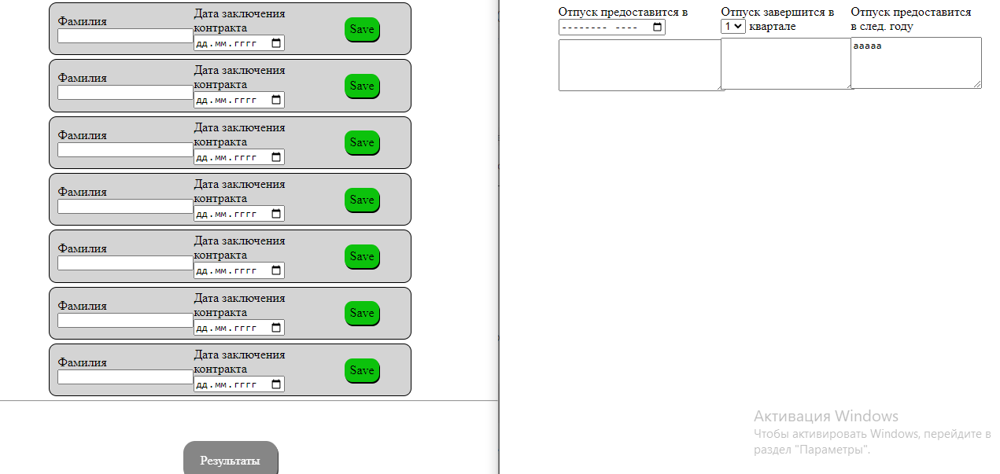 Фамилия
Дата заключения
контракта
дд.мм.гггг
Save
Фамилия
Дата заключения
контракта
дд.мм.гггг
Save
Фамилия
Дата заключения
контракта
дд.мм.гггг
Save
Фамилия
Дата заключения
контракта
дд.мм.гггг
Save
Фамилия
Дата заключения
контракта
дд.мм.гггг
Save
Фамилия
Дата заключения
контракта
дд.мм.гггг
Save
Фамилия
Дата заключения
контракта
дд.мм.гггг
Save
Результаты
Отпуск предоставится в
-------- ----
Отпуск завершится в
1 квартале
Отпуск предоставится
в след. году
ааааа
Активация Windows
Чтобы активировать Windows, перейдите в
раздел "Параметры".